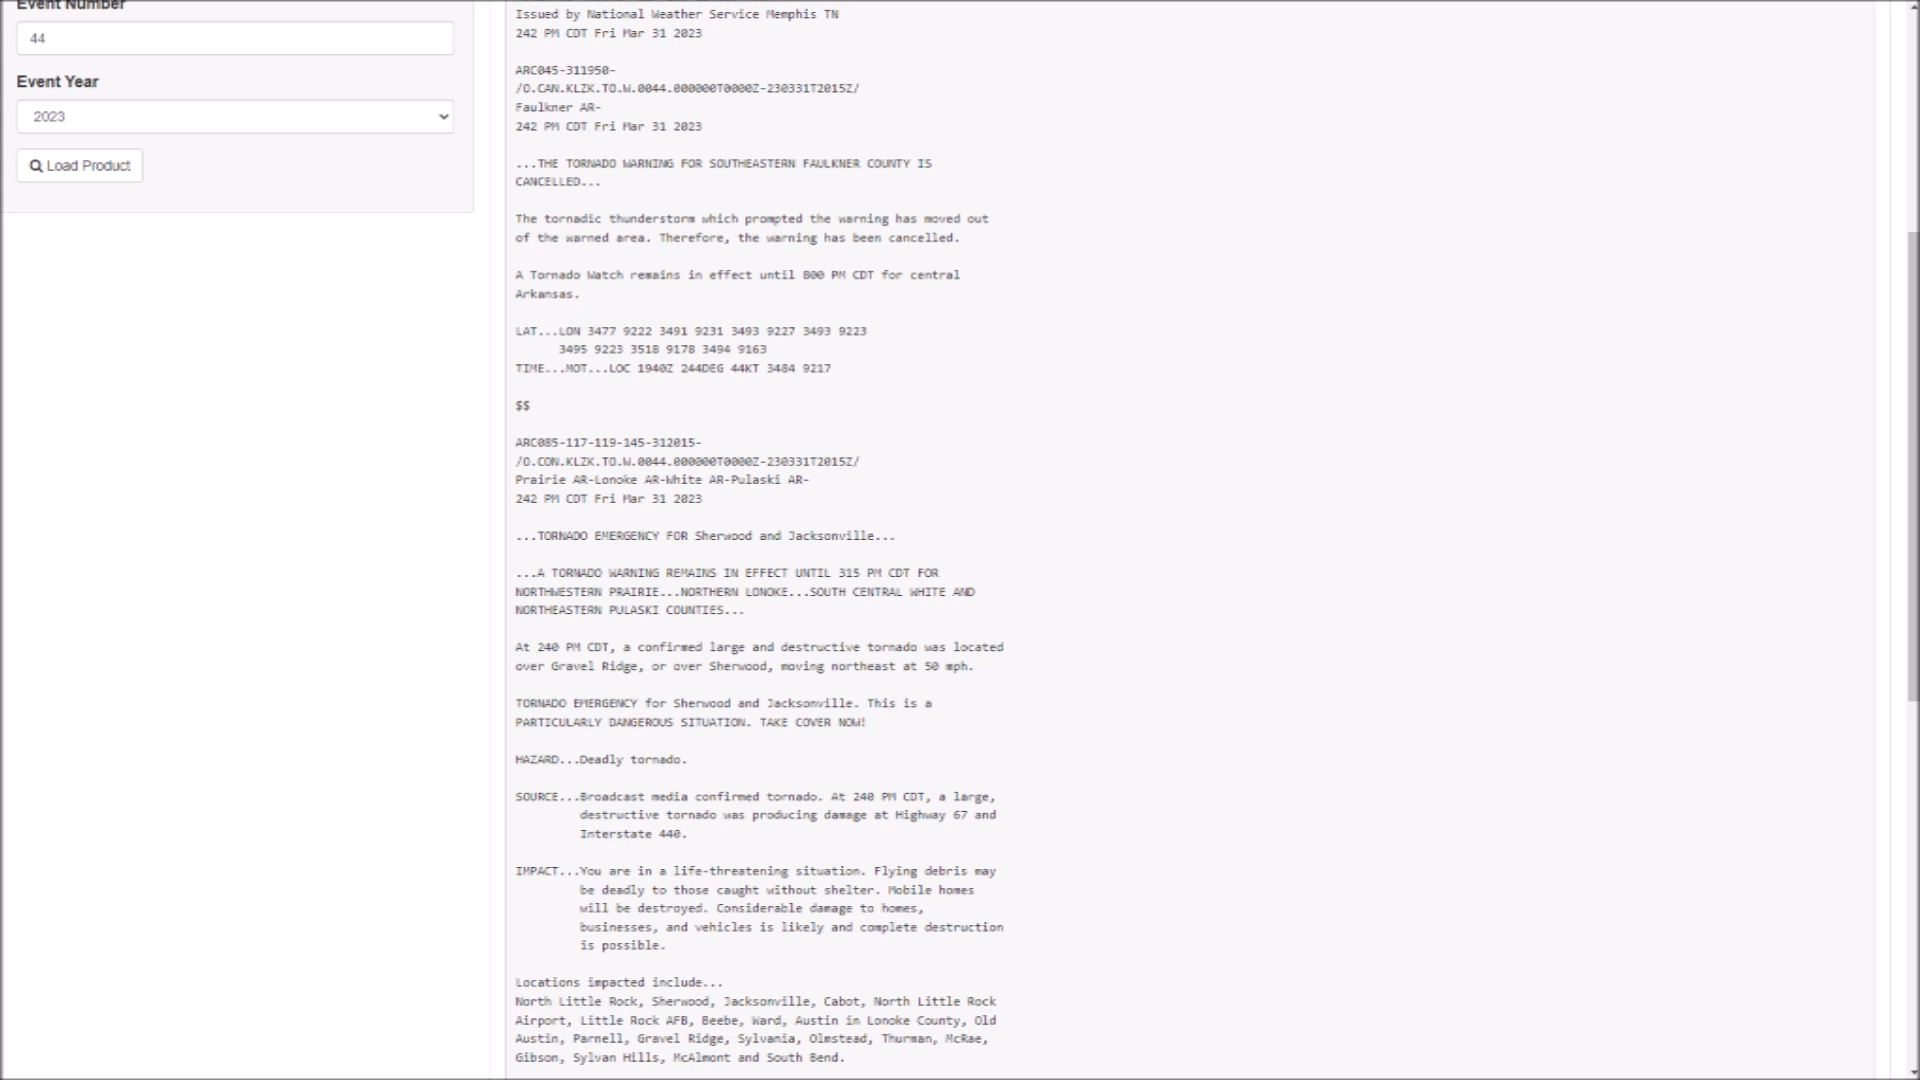 Event Number
44
Event Year
2023
Load Product
Issued by National Weather Service Memphis TN
242 PM CDT Fri Mar 31 2023
ARC045-311950-
/O.CAN.KLZK.TO.W.0044.000000T0000Z-230331T2015Z/
Faulkner AR-
242 PM CDT Fri Mar 31 2023
...THE TORNADO WARNING FOR SOUTHEASTERN FAULKNER COUNTY IS
CANCELLED...
The tornadic thunderstorm which prompted the warning has moved out
of the warned area. Therefore, the warning has been cancelled.
A Tornado Watch remains in effect until 800 PM CDT for central
Arkansas.
LAT...LON 3477 9222 3491 9231 3493 9227 3493 9223
3495 9223 3518 9178 3494 9163
TIME...MOT...LOC 1940Z 244DEG 44KT 3484 9217
$$
ARC085-117-119-145-312015-
/O.CON.KLZK.TO.W.0044.000000T0000Z-230331T2015Z/
Prairie AR-Lonoke AR-White AR-Pulaski AR-
242 PM CDT Fri Mar 31 2023
...TORNADO EMERGENCY FOR Sherwood and Jacksonville...
...A TORNADO WARNING REMAINS IN EFFECT UNTIL 315 PM CDT FOR
NORTHWESTERN PRAIRIE...NORTHERN LONOKE...SOUTH CENTRAL WHITE AND
NORTHEASTERN PULASKI COUNTIES...
At 240 PM CDT, a confirmed large and destructive tornado was located
over Gravel Ridge, or over Sherwood, moving northeast at 50 mph.
TORNADO EMERGENCY for Sherwood and Jacksonville. This is a
PARTICULARLY DANGEROUS SITUATION. TAKE COVER NOW!
HAZARD...Deadly tornado.
SOURCE...Broadcast media confirmed tornado. At 240 PM CDT, a large,
destructive tornado was producing damage at Highway 67 and
Interstate 440.
IMPACT...You are in a life-threatening situation. Flying debris may
be deadly to those caught without shelter. Mobile homes
will be destroyed. Considerable damage to homes,
businesses, and vehicles is likely and complete destruction
is possible.
Locations impacted include...
North Little Rock, Sherwood, Jacksonville, Cabot, North Little Rock
Airport, Little Rock AFB, Beebe, Ward, Austin in Lonoke County, Old
Austin, Parnell, Gravel Ridge, Sylvania, Olmstead, Thurman, McRae,
Gibson, Sylvan Hills, McAlmont and South Bend.